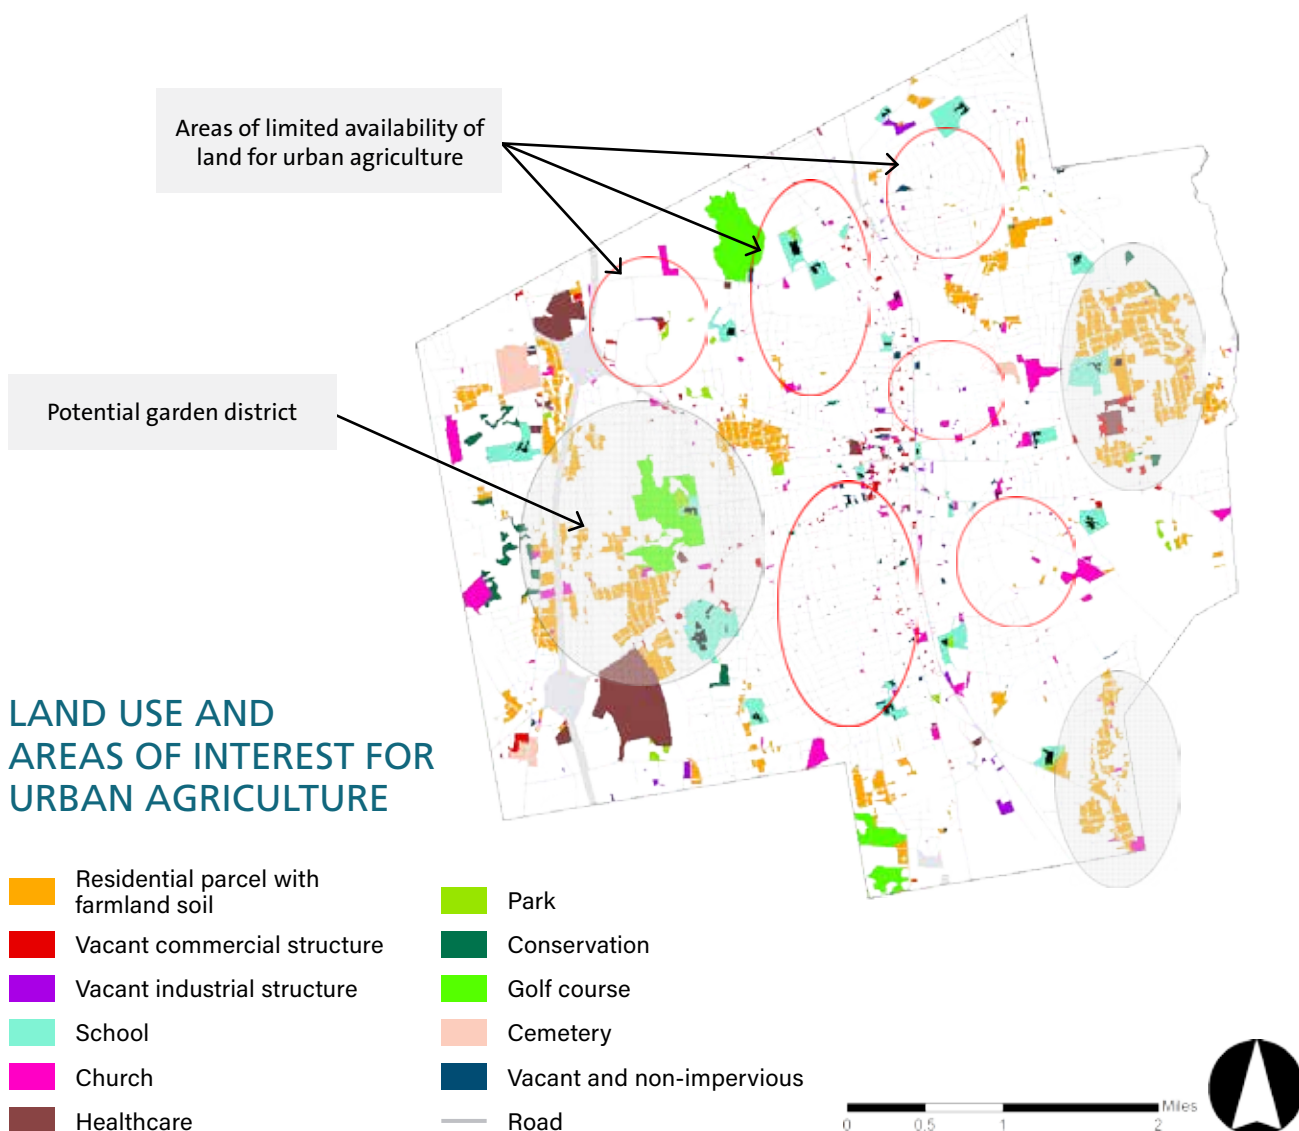 Areas of limited availability of
land for urban agriculture
Potential garden district
LAND USE AND
AREAS OF INTEREST FOR
URBAN AGRICULTURE
Residential parcel with
farmland soil
Vacant commercial structure
Vacant industrial structure
School
Church
Healthcare
Park
Conservation
Golf course
Cemetery
Vacant and non-impervious
Road
Miles
0 0.5 1 2